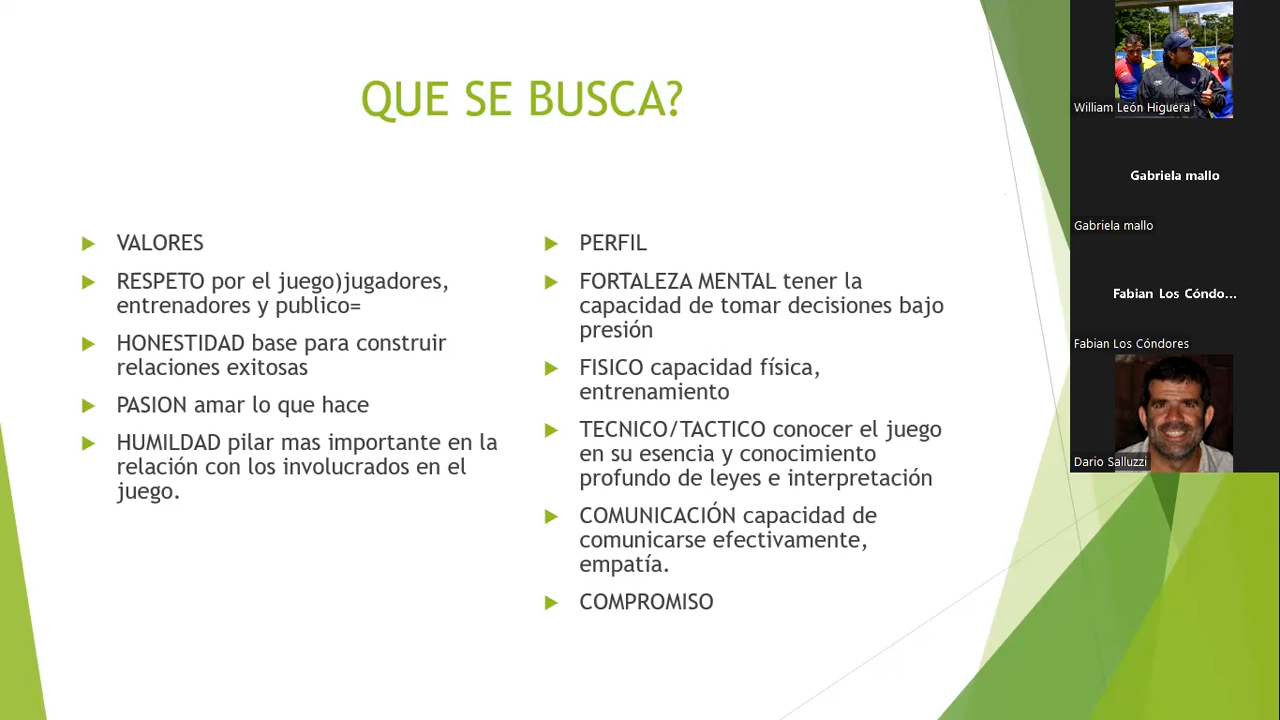 QUE SE BUSCA?
VALORES
RESPETO por el juego)jugadores,
entrenadores y publico=
HONESTIDAD base para construir
relaciones exitosas
PASION amar lo que hace
HUMILDAD pilar mas importante en la
relación con los involucrados en el
juego.
PERFIL
FORTALEZA MENTAL tener la
capacidad de tomar decisiones bajo
presión
FISICO capacidad física,
entrenamiento
TECNICO/TACTICO conocer el juego
en su esencia y conocimiento
profundo de leyes e interpretación
COMUNICACIÓN capacidad de
comunicarse efectivamente,
empatía.
COMPROMISO
William León Higuera
Gabriela mallo
Gabriela mallo
Fabian Los Cóndo...
Fabian Los Cóndores
Dario Salluzzi